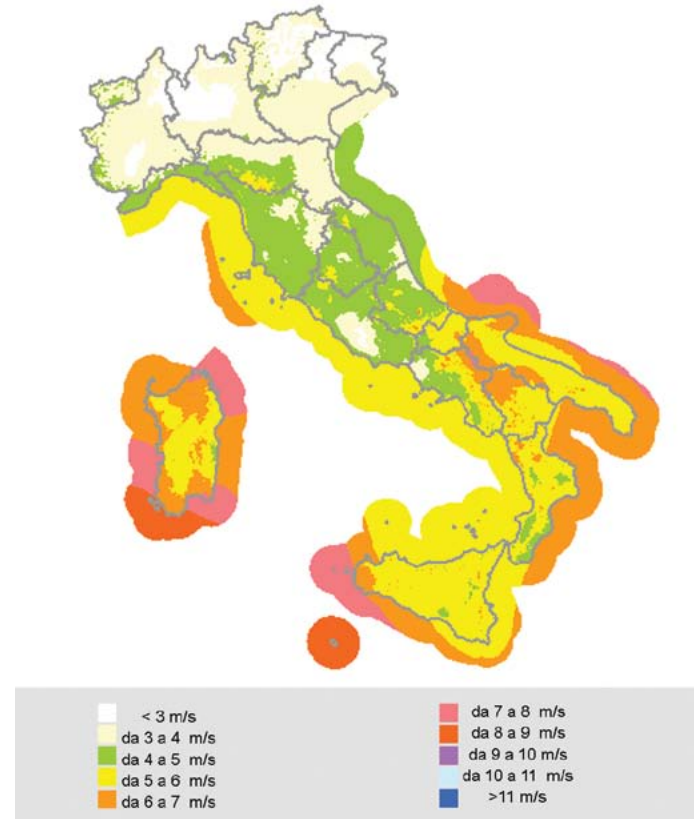 < 3 m/s
da 3 a 4 m/s
da 4 a 5 m/s
da 5 a 6 m/s
da 6 a 7 m/s
da 7 a 8 m/s
da 8 a 9 m/s
da 9 a 10 m/s
da 10 a 11 m/s
>11 m/s